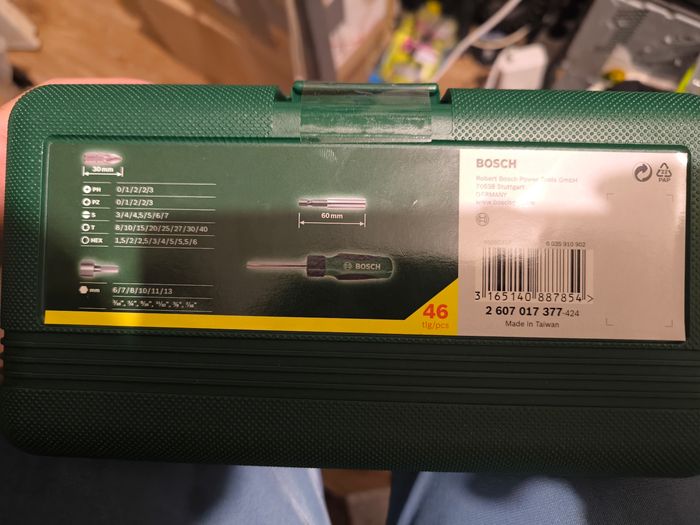 30mm
PH 0/1/2/2/3
PZ 0/1/2/2/3
S 3/4/4,5/5/6/7
T 8/10/15/20/25/27/30/40
HEX 1,5/2/2,5/3/4/5/5,5/6
mm 6/7/8/10/11/13
60mm
BOSCH
46
tlg/pcs
BOSCH
Robert Bosch Power Tools GmbH
70538 Stuttgart
GERMANY
PAP
6 035 910 902
3 165140 887854 >
2 607 017 377-424
Made in Taiwan